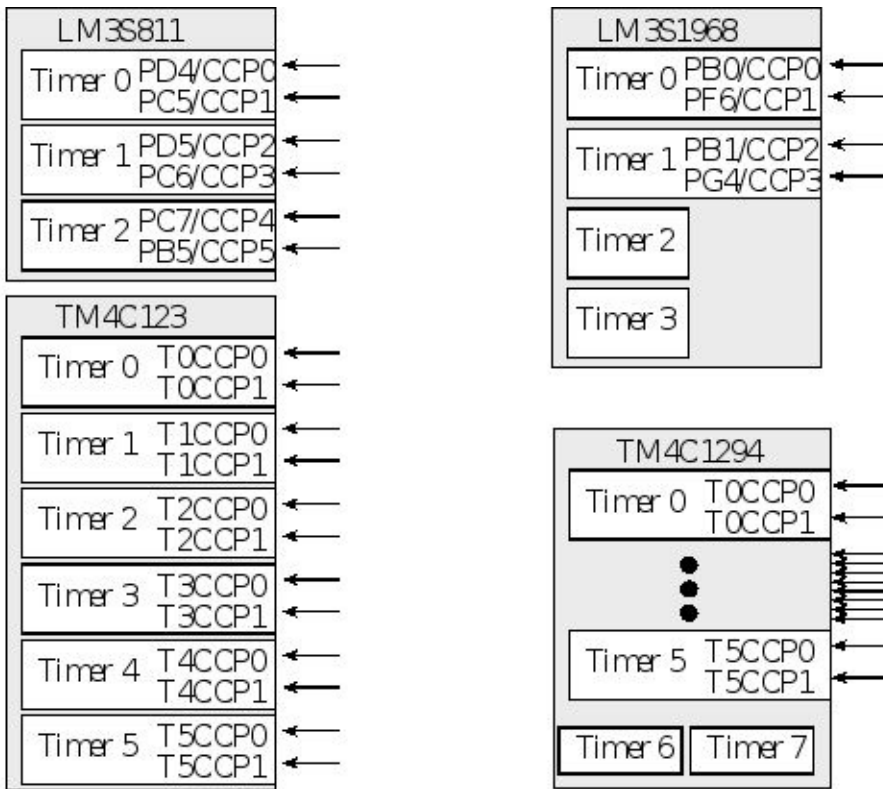 LM3S811
Timer 0 PD4/CCP0
PC5/CCP1
Timer 1 PD5/CCP2
PC6/CCP3
Timer 2 PC7/CCP4
PB5/CCP5
LM3S1968
Timer 0 PB0/CCP0
PF6/CCP1
Timer 1 PB1/CCP2
PG4/CCP3
Timer 2
Timer 3
TM4C123
Timer 0 T0CCP0
T0CCP1
Timer 1 T1CCP0
T1CCP1
Timer 2 T2CCP0
T2CCP1
Timer 3 T3CCP0
T3CCP1
Timer 4 T4CCP0
T4CCP1
Timer 5 T5CCP0
T5CCP1
TM4C1294
Timer 0 T0CCP0
T0CCP1
Timer 5 T5CCP0
T5CCP1
Timer 6 Timer 7